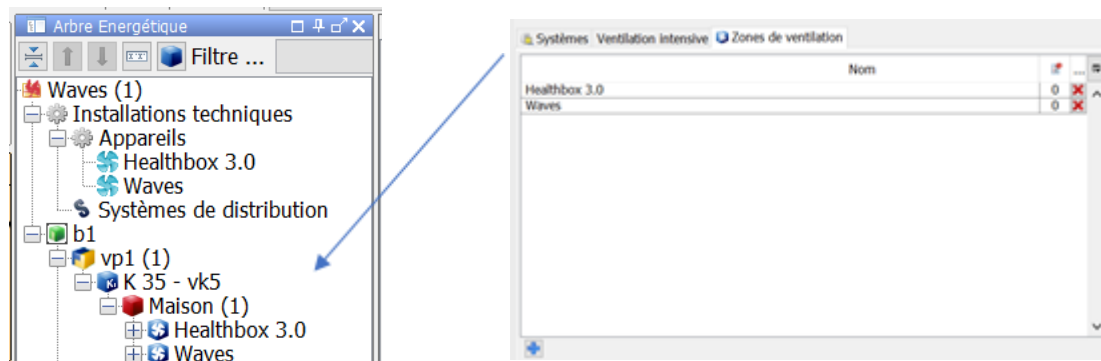 Arbre Energétique
Filtre ...
Waves (1)
Installations techniques
Appareils
Healthbox 3.0
Waves
Systèmes de distribution
b1
vp1 (1)
K 35 - vk5
Maison (1)
Healthbox 3.0
Waves
Systèmes Ventilation intensive Zones de ventilation
Nom ...
Healthbox 3.0 0
Waves 0